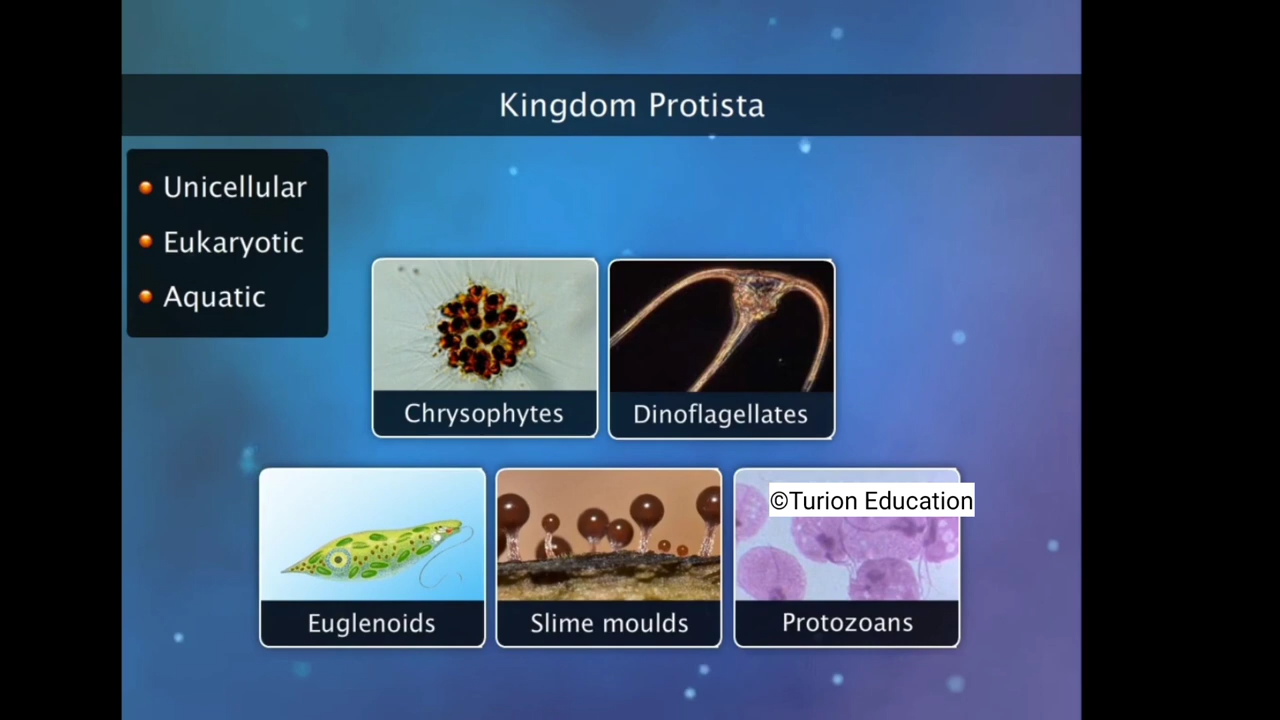 Kingdom Protista
Unicellular
Eukaryotic
Aquatic
Chrysophytes
Dinoflagellates
©Turion Education
Euglenoids
Slime moulds
Protozoans